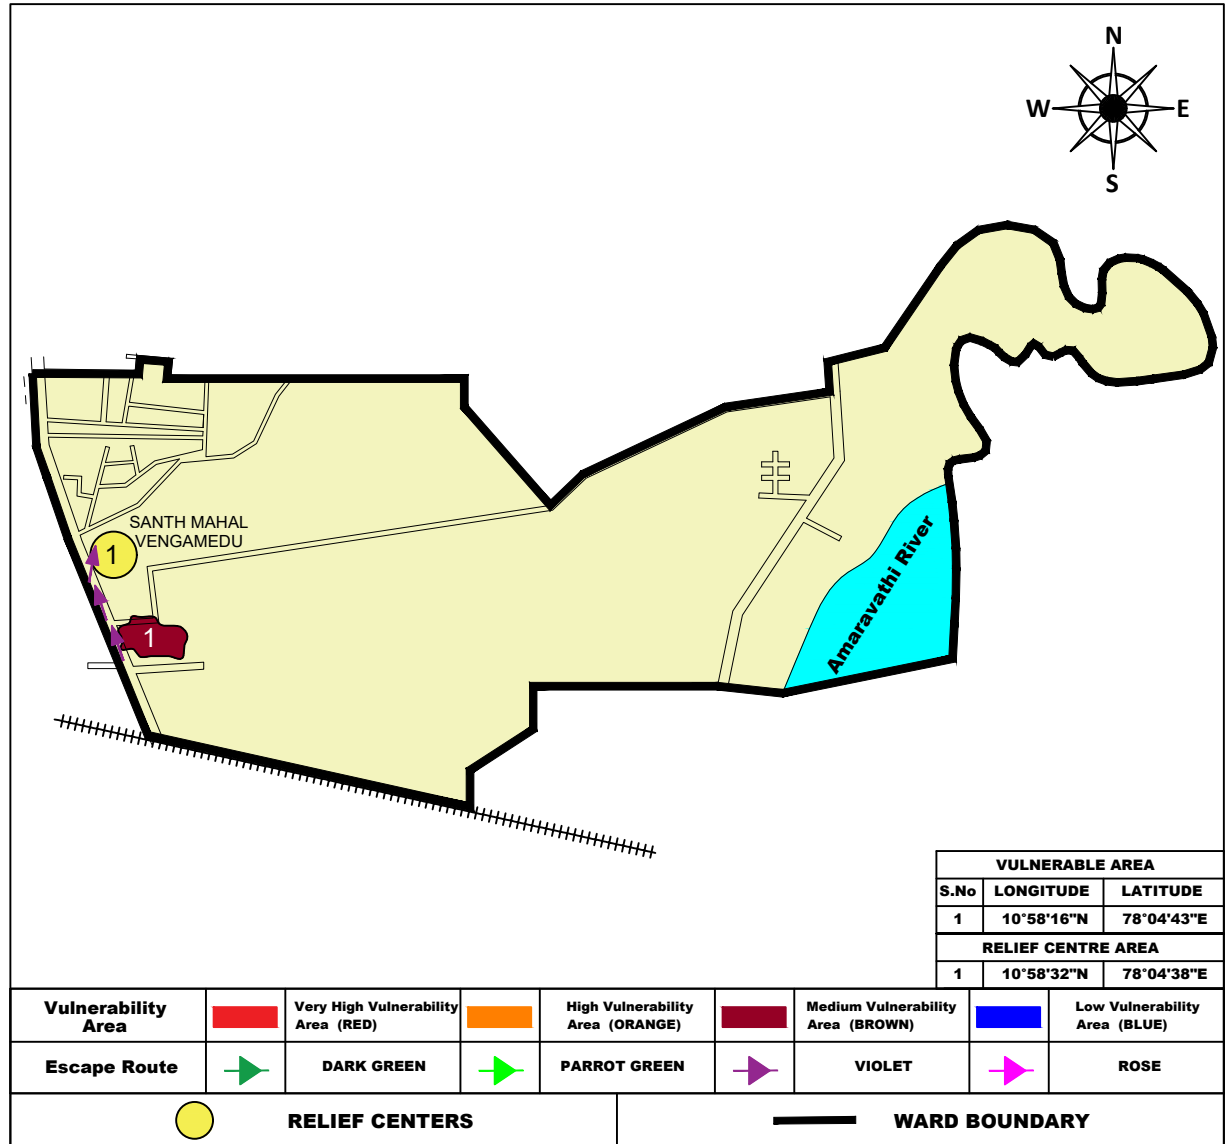 N
W E
S
SANTH MAHAL
VENGAMEDU
1
1
Amaravathi River
VULNERABLE AREA
S.No LONGITUDE LATITUDE
1 10°58'16"N 78°04'43"E
RELIEF CENTRE AREA
1 10°58'32"N 78°04'38"E
Vulnerability
Area
Very High Vulnerability
Area (RED)
High Vulnerability
Area (ORANGE)
Medium Vulnerability
Area (BROWN)
Low Vulnerability
Area (BLUE)
Escape Route DARK GREEN PARROT GREEN VIOLET ROSE
RELIEF CENTERS WARD BOUNDARY